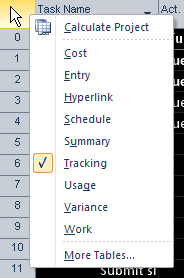 Task Name Act.
Calculate Project
0
Cost
1
Entry
2
Hyperlink
3
Schedule
4
Summary
5
Tracking
6
Usage
7
Variance
8
Work
9
More Tables...
10
11
Submit si